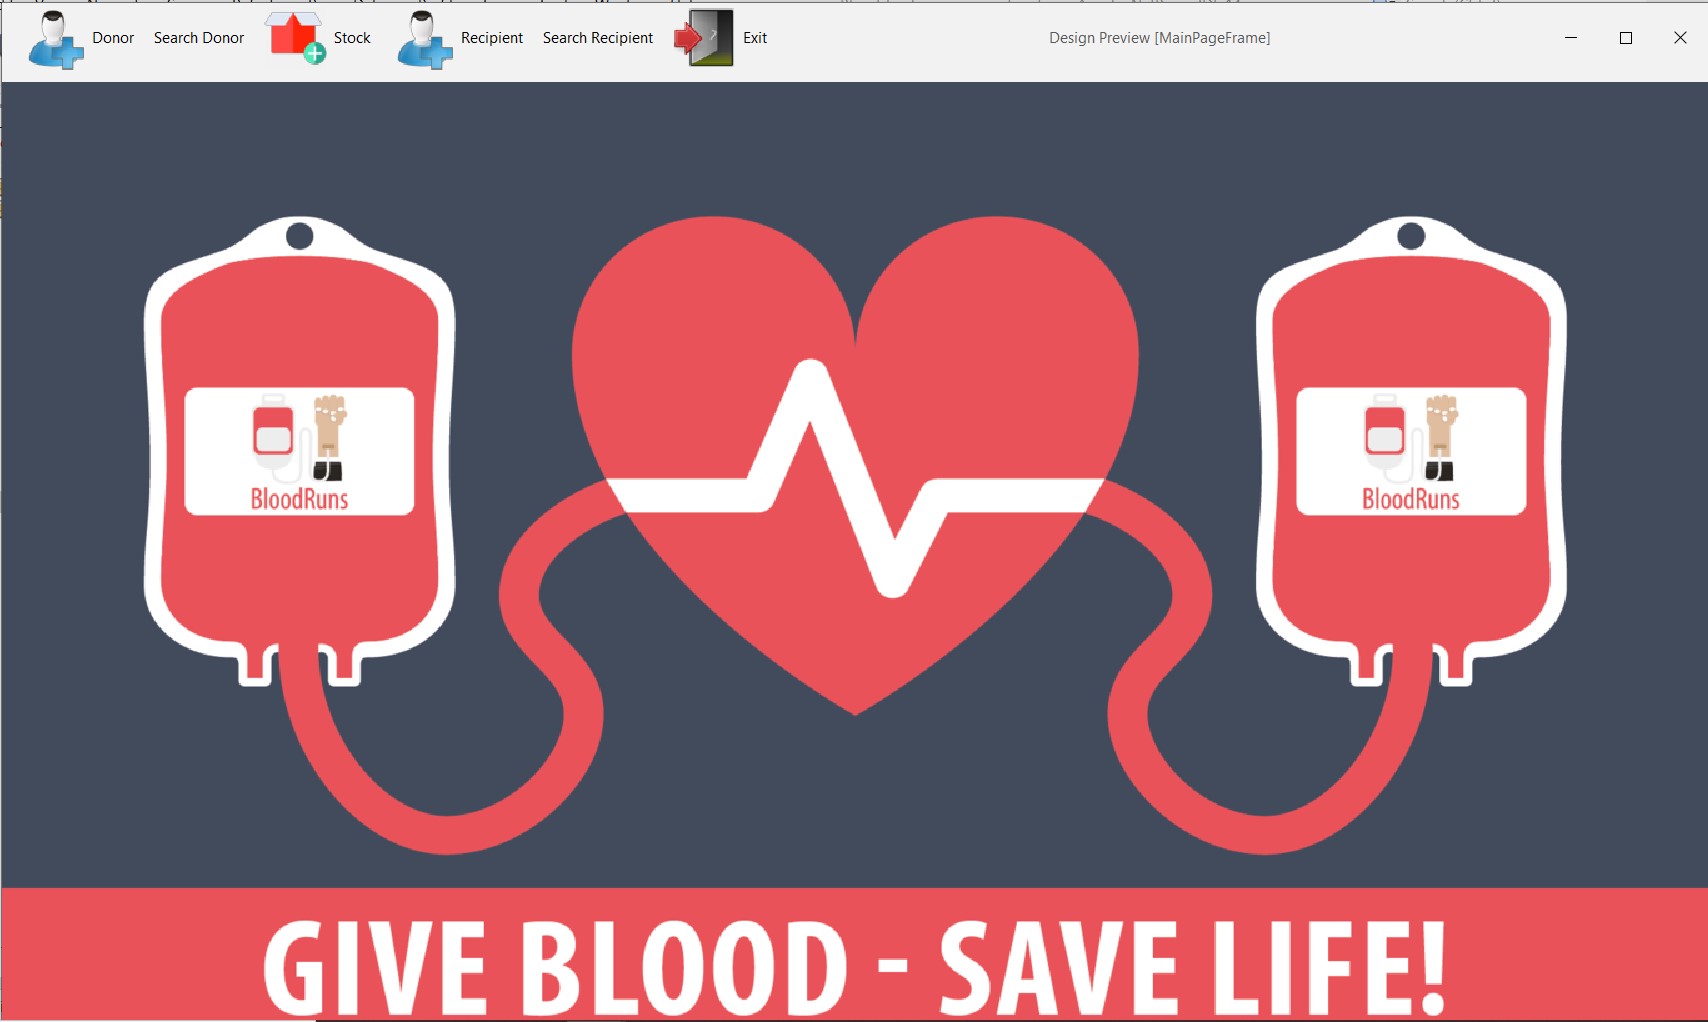 Donor Search Donor Stock Recipient Search Recipient Exit Design Preview [MainPageFrame]
BloodRuns
BloodRuns
GIVE BLOOD - SAVE LIFE!